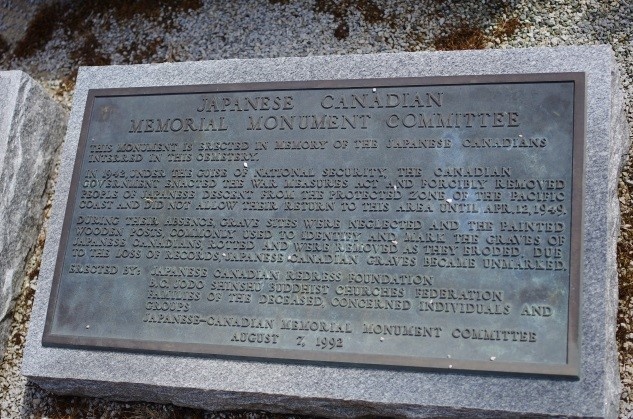 JAPANESE CANADIAN
MEMORIAL MONUMENT COMMITTEE
THIS MONUMENT IS ERECTED IN MEMORY OF THE JAPANESE CANADIANS
INTERRED IN THIS CEMETERY.
IN 1942, UNDER THE GUISE OF NATIONAL SECURITY, THE CANADIAN
GOVERNMENT ENACTED THE WAR MEASURES ACT AND FORCIBLY REMOVED
PEOPLE OF JAPANESE DESCENT FROM THE PROTECTED ZONE OF THE PACIFIC
COAST AND DID NOT ALLOW THEIR RETURN TO THIS AREA UNTIL APR. 12, 1949.
DURING THEIR ABSENCE, GRAVE SITES WERE NEGLECTED AND THE PAINTED
WOODEN POSTS, COMMONLY USED TO IDENTIFY AND MARK THE GRAVES OF
JAPANESE CANADIANS, ROTTED AND WERE REMOVED AS THEY ERODED. DUE
TO THE LOSS OF RECORDS, JAPANESE CANADIAN GRAVES BECAME UNMARKED.
ERECTED BY: JAPANESE CANADIAN REDRESS FOUNDATION
B.C. JODO SHINSHU BUDDHIST CHURCHES FEDERATION
FAMILIES OF THE DECEASED, CONCERNED INDIVIDUALS AND
GROUPS
JAPANESE-CANADIAN MEMORIAL MONUMENT COMMITTEE
AUGUST 7, 1992